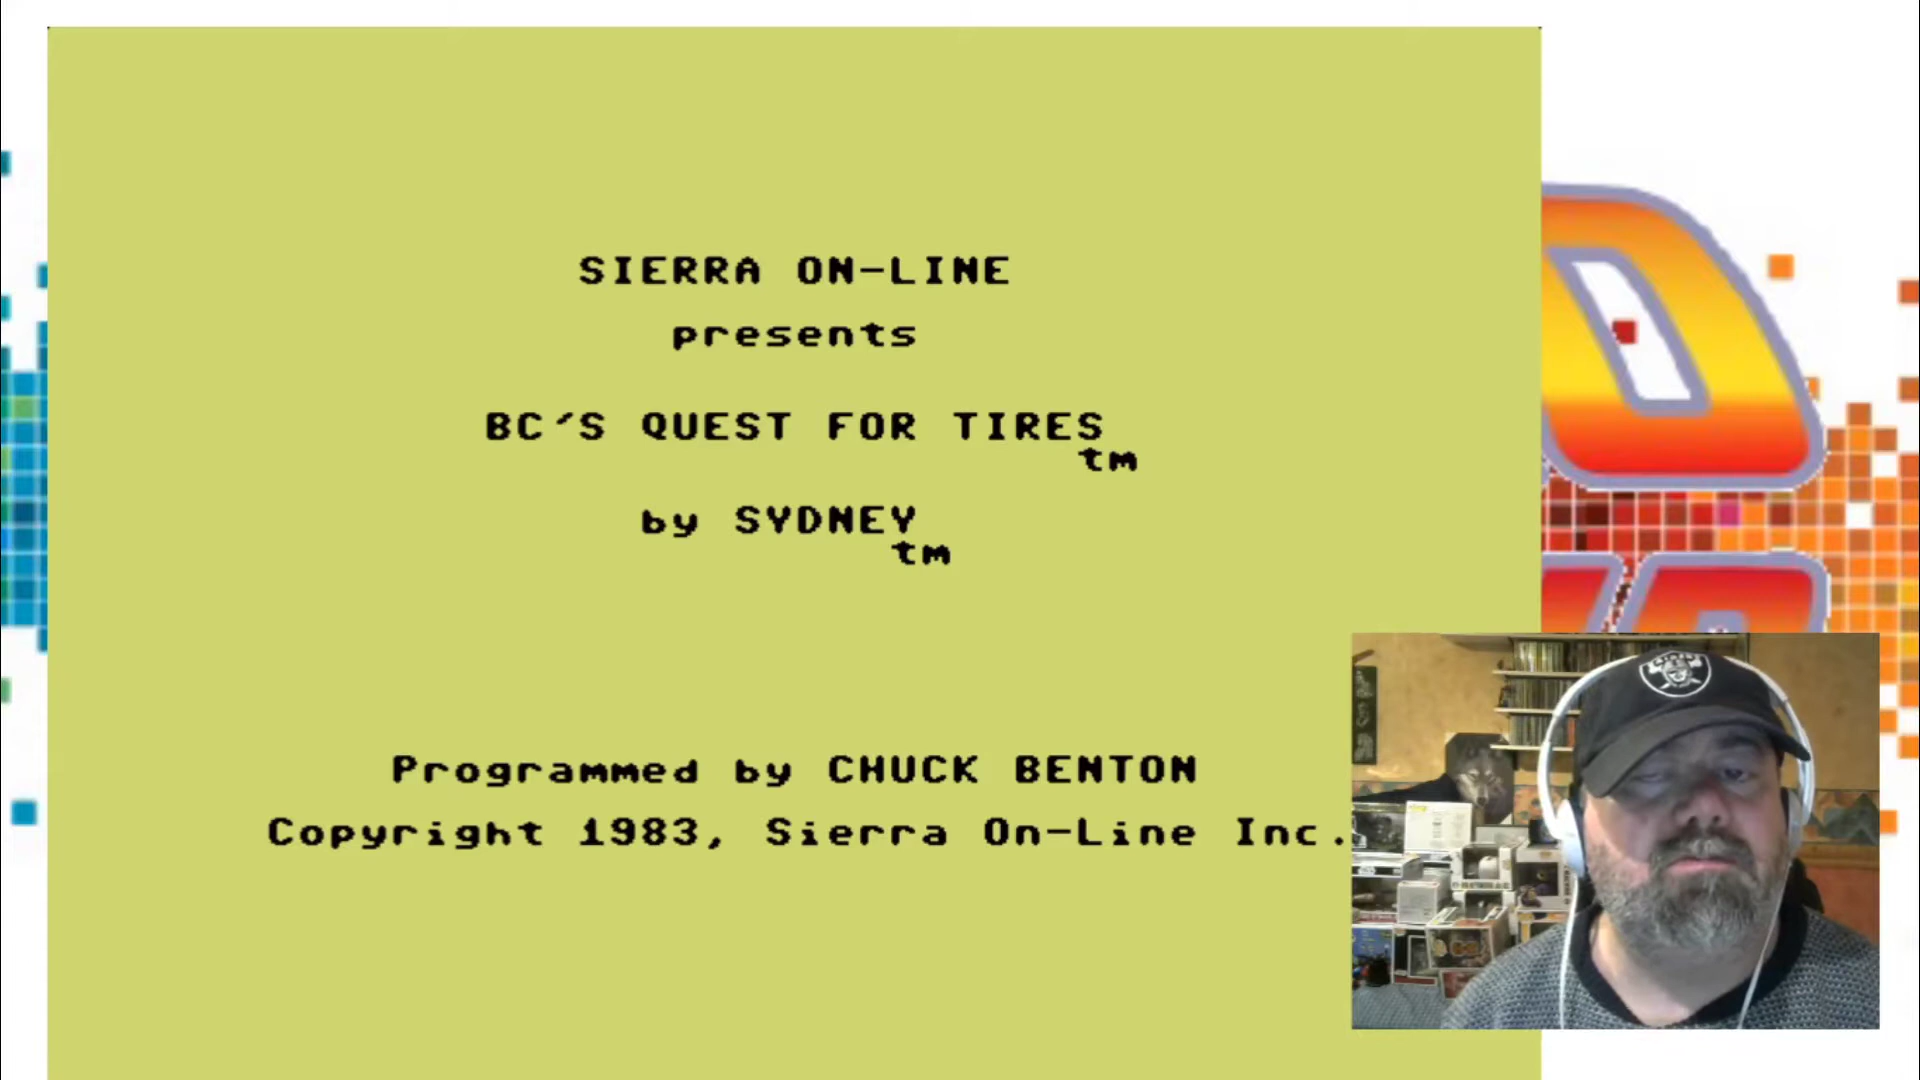 SIERRA ON-LINE
presents
BC'S QUEST FOR TIRES
tm
by SYDNEY
tm
Programmed by CHUCK BENTON
Copyright 1983, Sierra On-Line Inc.